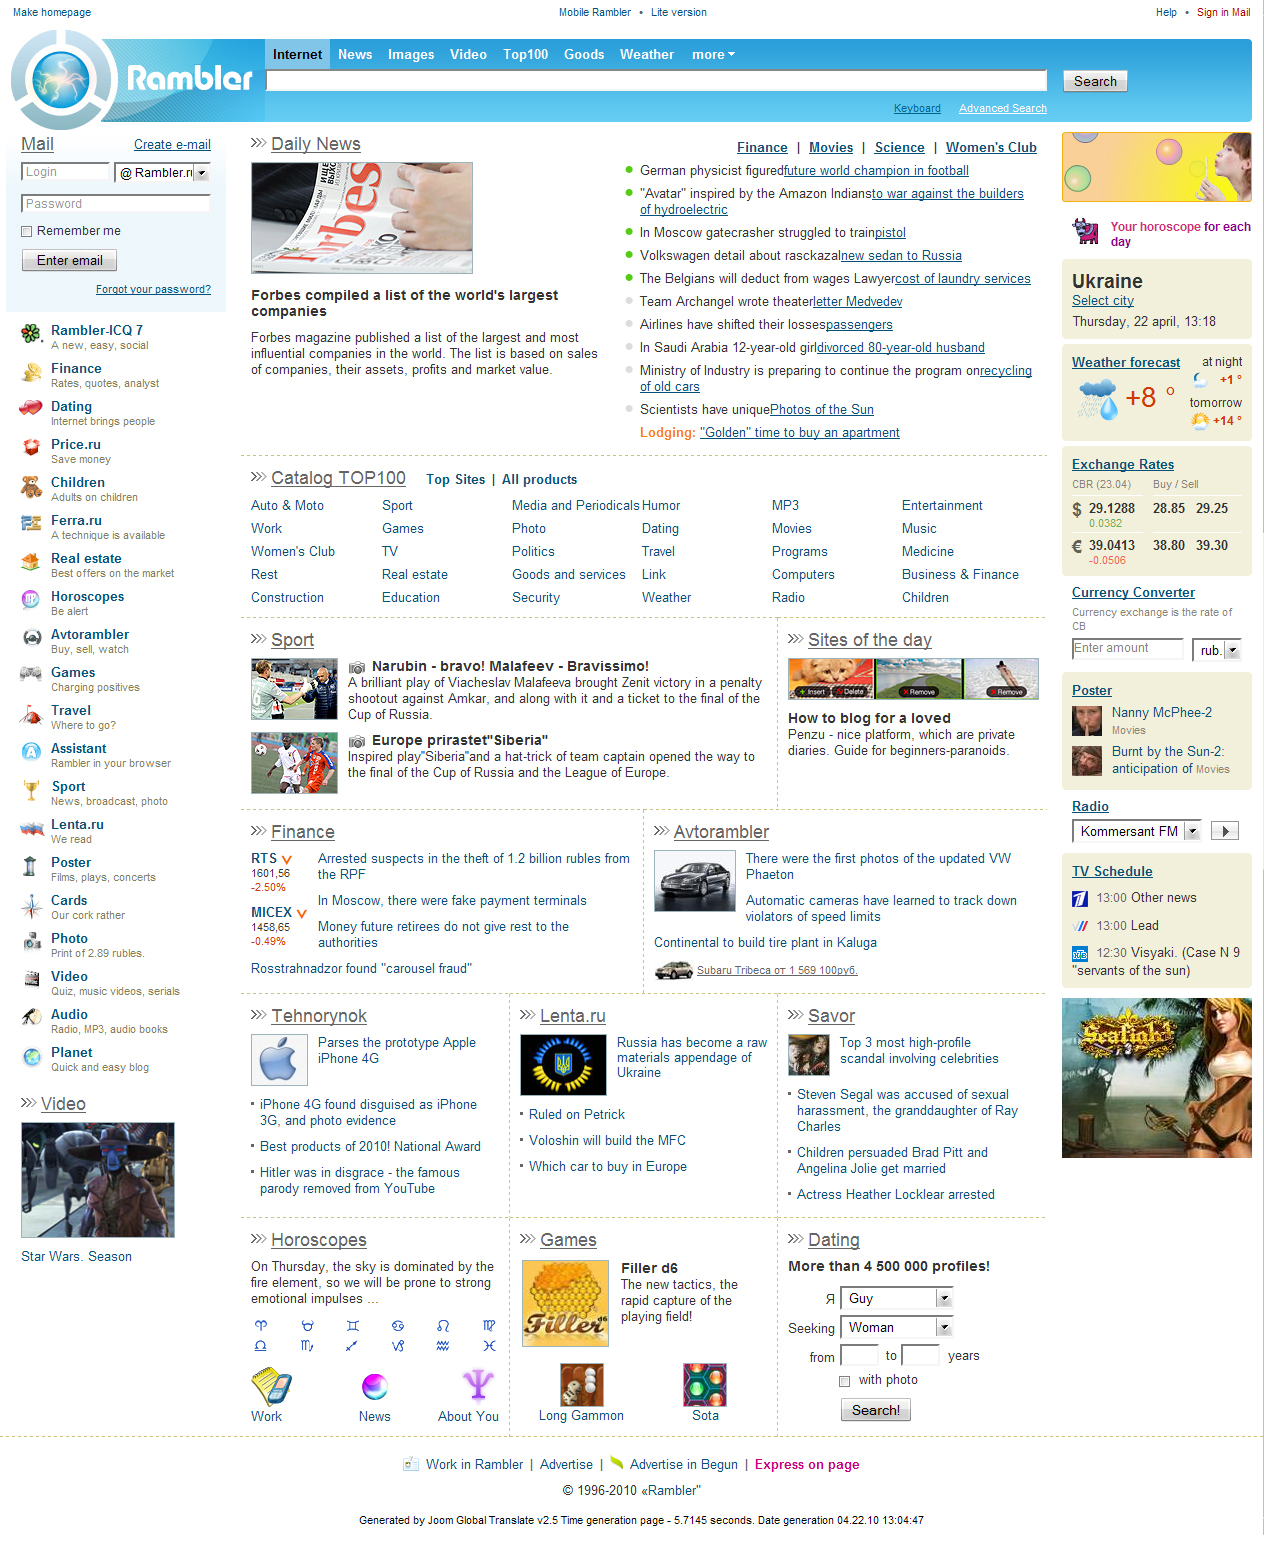 Make homepage
Mobile Rambler • Lite version
Help • Sign in Mail
Rambler
Internet News Images Video Top100 Goods Weather more
Search
Keyboard Advanced Search
Mail Create e-mail
Login @ Rambler.ru
Password
Remember me
Enter email
Forgot your password?
Rambler-ICQ 7
A new, easy, social
Finance
Rates, quotes, analyst
Dating
Internet brings people
Price.ru
Save money
Children
Adults on children
Ferra.ru
A technique is available
Real estate
Best offers on the market
Horoscopes
Be alert
Avtorambler
Buy, sell, watch
Games
Charging positives
Travel
Where to go?
Assistant
Rambler in your browser
Sport
News, broadcast, photo
Lenta.ru
We read
Poster
Films, plays, concerts
Cards
Our cork rather
Photo
Print of 2.89 rubles.
Video
Quiz, music videos, serials
Audio
Radio, MP3, audio books
Planet
Quick and easy blog
Video
Star Wars. Season
Daily News
Forbes
Forbes compiled a list of the world's largest
companies
Forbes magazine published a list of the largest and most
influential companies in the world. The list is based on sales
of companies, their assets, profits and market value.
Finance | Movies | Science | Women's Club
German physicist figuredfuture world champion in football
"Avatar" inspired by the Amazon Indiansto war against the builders
of hydroelectric
In Moscow gatecrasher struggled to trainpistol
Volkswagen detail about rasckazalnew sedan to Russia
The Belgians will deduct from wages Lawyercost of laundry services
Team Archangel wrote theaterletter Medvedev
Airlines have shifted their lossespassengers
In Saudi Arabia 12-year-old girldivorced 80-year-old husband
Ministry of Industry is preparing to continue the program onrecycling
of old cars
Scientists have uniquePhotos of the Sun
Lodging: "Golden" time to buy an apartment
Catalog TOP100 Top Sites | All products
Auto & Moto Sport Media and Periodicals Humor MP3 Entertainment
Work Games Photo Dating Movies Music
Women's Club TV Politics Travel Programs Medicine
Rest Real estate Goods and services Link Computers Business & Finance
Construction Education Security Weather Radio Children
Sport
Narubin - bravo! Malafeev - Bravissimo!
A brilliant play of Viacheslav Malafeeva brought Zenit victory in a penalty
shootout against Amkar, and along with it and a ticket to the final of the
Cup of Russia.
Europe prirastet"Siberia"
Inspired play"Siberia"and a hat-trick of team captain opened the way to
the final of the Cup of Russia and the League of Europe.
Sites of the day
Insert Delete Remove Remove
How to blog for a loved
Penzu - nice platform, which are private
diaries. Guide for beginners-paranoids.
Finance
RTS
1601,56
-2.50%
MICEX
1458,65
-0.49%
Arrested suspects in the theft of 1.2 billion rubles from
the RPF
In Moscow, there were fake payment terminals
Money future retirees do not give rest to the
authorities
Rosstrahnadzor found "carousel fraud"
Avtorambler
There were the first photos of the updated VW
Phaeton
Automatic cameras have learned to track down
violators of speed limits
Continental to build tire plant in Kaluga
Subaru Tribeca от 1 569 100руб.
Tehnorynok
Parses the prototype Apple
iPhone 4G
iPhone 4G found disguised as iPhone
3G, and photo evidence
Best products of 2010! National Award
Hitler was in disgrace - the famous
parody removed from YouTube
Lenta.ru
Russia has become a raw
materials appendage of
Ukraine
Ruled on Petrick
Voloshin will build the MFC
Which car to buy in Europe
Savor
Top 3 most high-profile
scandal involving celebrities
Steven Segal was accused of sexual
harassment, the granddaughter of Ray
Charles
Children persuaded Brad Pitt and
Angelina Jolie get married
Actress Heather Locklear arrested
Horoscopes
On Thursday, the sky is dominated by the
fire element, so we will be prone to strong
emotional impulses ...
Work News About You
Games
Filler d6
Filler d6
The new tactics, the
rapid capture of the
playing field!
Long Gammon Sota
Dating
More than 4 500 000 profiles!
Я Guy
Seeking Woman
from to years
with photo
Search!
Your horoscope for each
day
Ukraine
Select city
Thursday, 22 april, 13:18
Weather forecast
+8 °
at night
+1 °
tomorrow
+14 °
Exchange Rates
CBR (23.04) Buy / Sell
$ 29.1288 28.85 29.25
0.0382
€ 39.0413 38.80 39.30
-0.0506
Currency Converter
Currency exchange is the rate of
CB
Enter amount rub.
Poster
Nanny McPhee-2
Movies
Burnt by the Sun-2:
anticipation of Movies
Radio
Kommersant FM
TV Schedule
13:00 Other news
13:00 Lead
12:30 Visyaki. (Case N 9
"servants of the sun)
Seafight
Work in Rambler | Advertise | Advertise in Begun | Express on page
© 1996-2010 «Rambler"
Generated by Joom Global Translate v2.5 Time generation page - 5.7145 seconds. Date generation 04.22.10 13:04:47